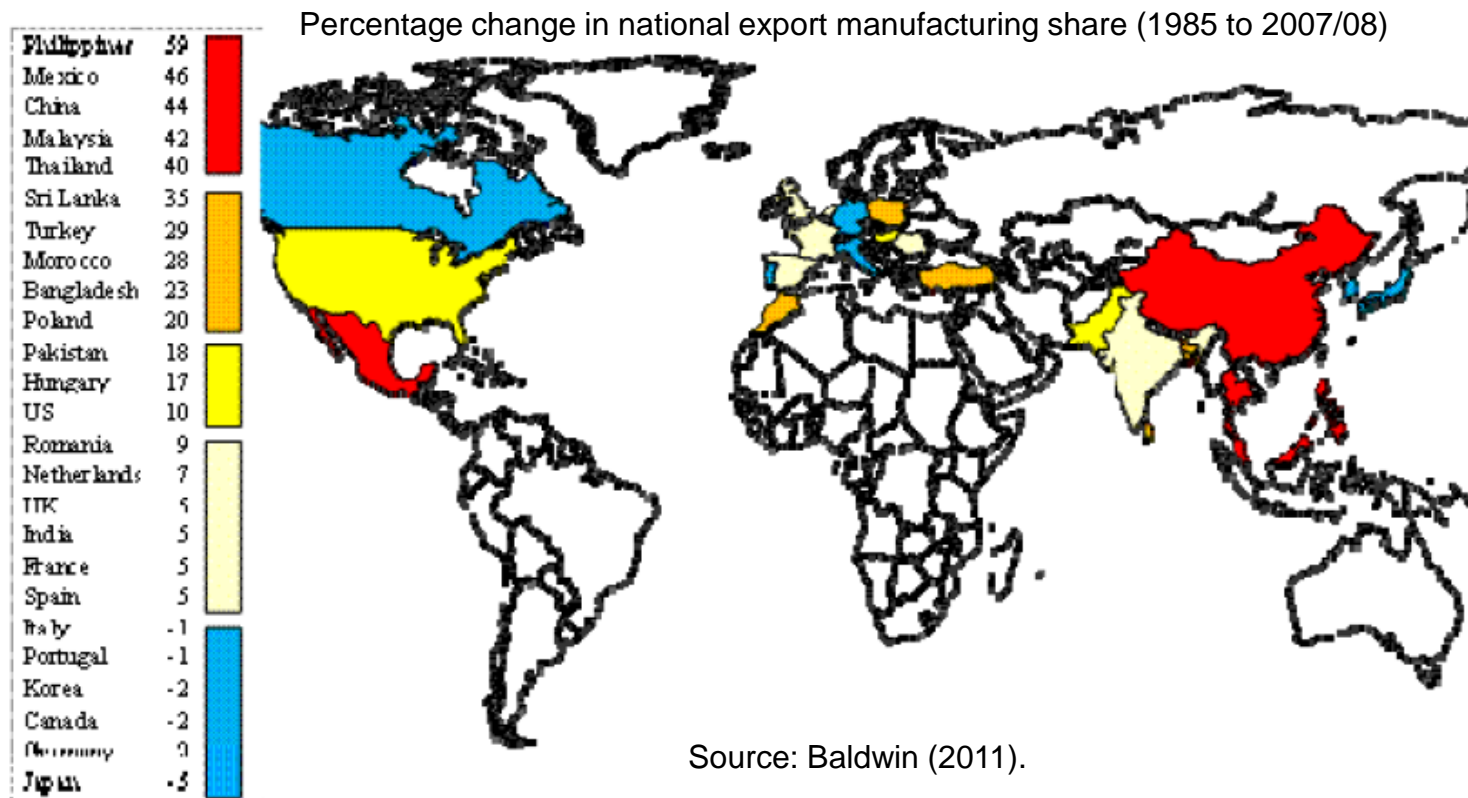 Percentage change in national export manufacturing share (1985 to 2007/08)
Philippines 59
Mexico 46
China 44
Malaysia 42
Thailand 40
Sri Lanka 35
Turkey 29
Morocco 28
Bangladesh 23
Poland 20
Pakistan 18
Hungary 17
US 10
Romania 9
Netherlands 7
UK 5
India 5
France 5
Spain 5
Italy -1
Portugal -1
Korea -2
Canada -2
Germany
Japan -5
Source: Baldwin (2011).